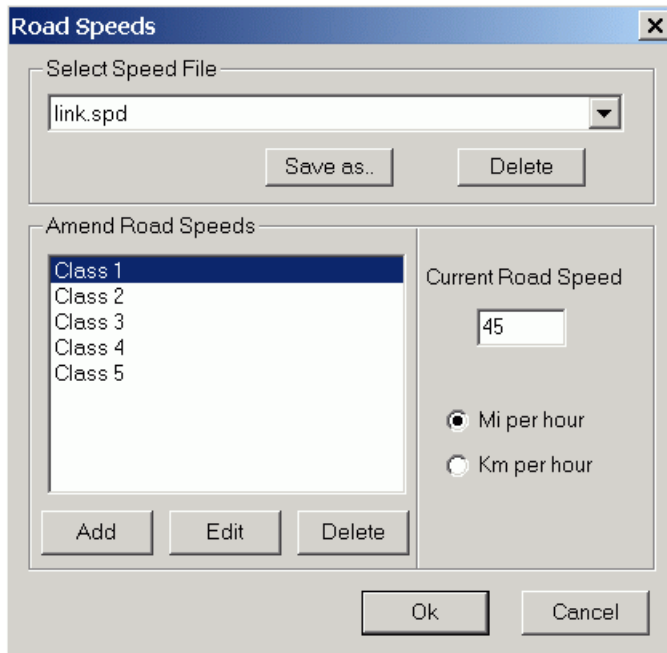 Road Speeds
Select Speed File
link.spd
Save as..
Delete
Amend Road Speeds
Class 1
Class 2
Class 3
Class 4
Class 5
Add
Edit
Delete
Current Road Speed
45
Mi per hour
Km per hour
Ok
Cancel